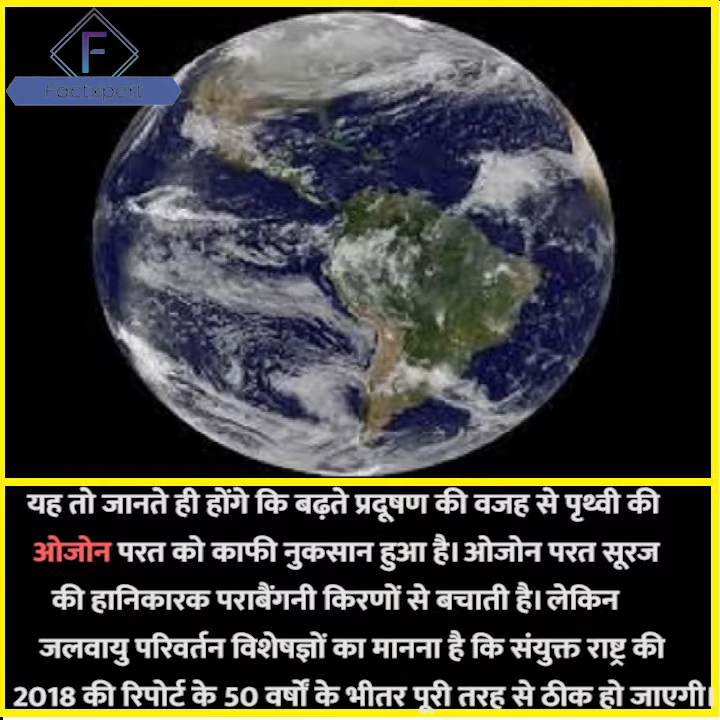 F
Factxpert
यह तो जानते ही होंगे कि बढ़ते प्रदूषण की वजह से पृथ्वी की
ओजोन परत को काफी नुकसान हुआ है। ओजोन परत सूरज
की हानिकारक पराबैंगनी किरणों से बचाती है। लेकिन
जलवायु परिवर्तन विशेषज्ञों का मानना है कि संयुक्त राष्ट्र की
2018 की रिपोर्ट के 50 वर्षों के भीतर पूरी तरह से ठीक हो जाएगी।